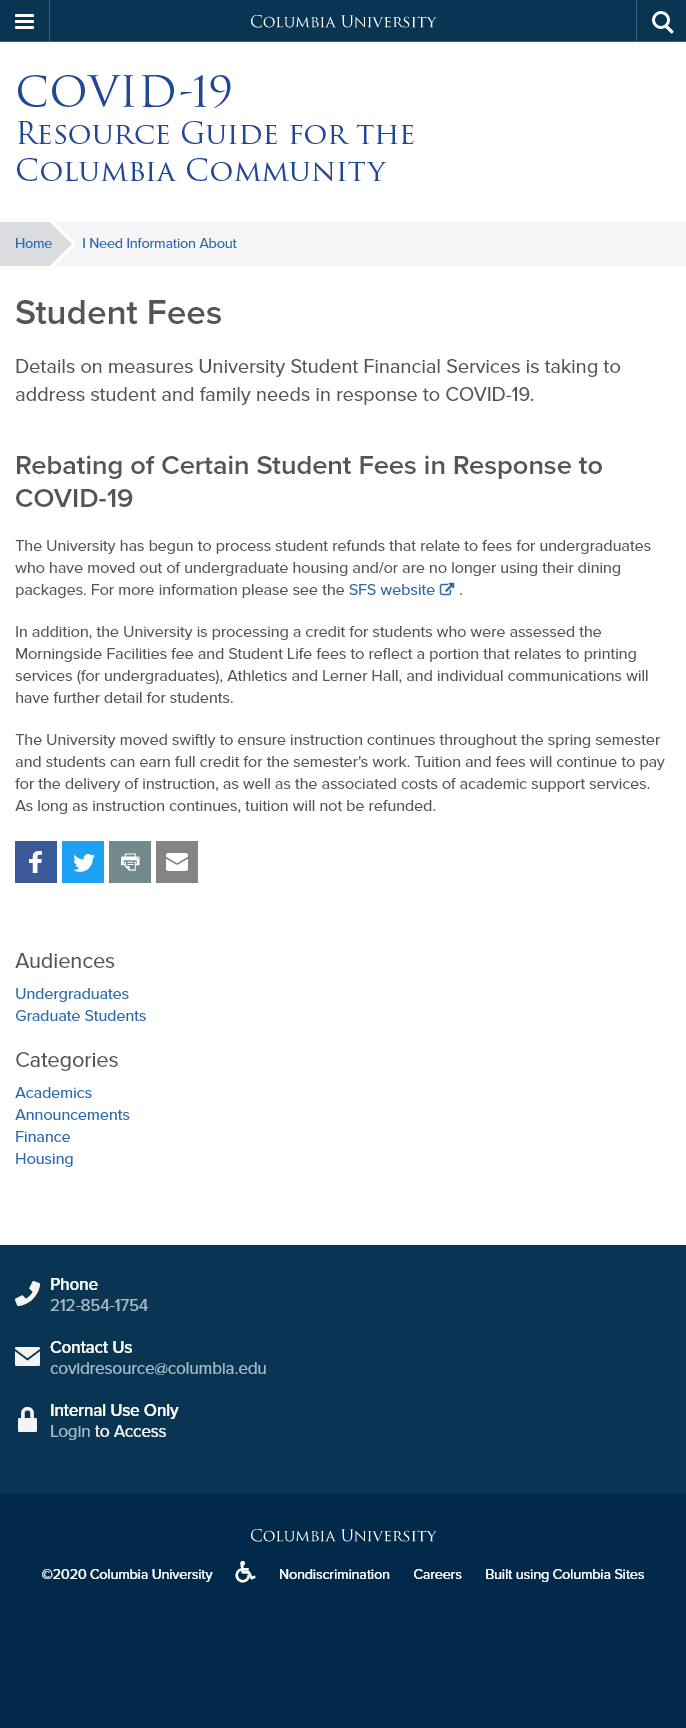 Columbia University
COVID-19
Resource Guide for the
Columbia Community
Home
I Need Information About
Student Fees
Details on measures University Student Financial Services is taking to
address student and family needs in response to COVID-19.
Rebating of Certain Student Fees in Response to
COVID-19
The University has begun to process student refunds that relate to fees for undergraduates
who have moved out of undergraduate housing and/or are no longer using their dining
packages. For more information please see the SFS website .
In addition, the University is processing a credit for students who were assessed the
Morningside Facilities fee and Student Life fees to reflect a portion that relates to printing
services (for undergraduates), Athletics and Lerner Hall, and individual communications will
have further detail for students.
The University moved swiftly to ensure instruction continues throughout the spring semester
and students can earn full credit for the semester's work. Tuition and fees will continue to pay
for the delivery of instruction, as well as the associated costs of academic support services.
As long as instruction continues, tuition will not be refunded.
Audiences
Undergraduates
Graduate Students
Categories
Academics
Announcements
Finance
Housing
Phone
212-854-1754
Contact Us
covidresource@columbia.edu
Internal Use Only
Login to Access
Columbia University
©2020 Columbia University Nondiscrimination Careers Built using Columbia Sites